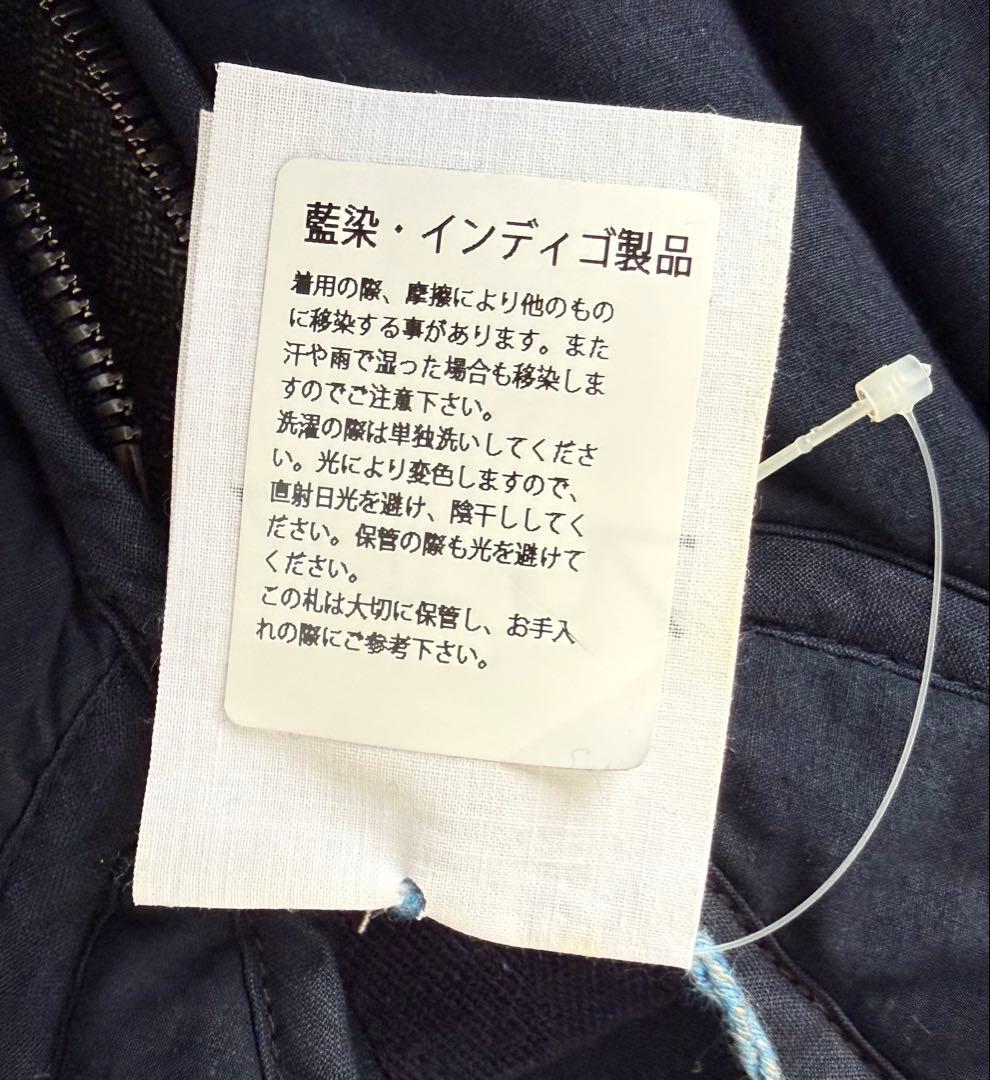 藍染・インディゴ製品
着用の際、摩擦により他のもの
に移染する事があります。また
汗や雨で湿った場合も移染しま
すのでご注意下さい。
洗濯の際は単独洗いしてくださ
い。光により変色しますので、
直射日光を避け、陰干ししてく
ださい。保管の際も光を避けて
ください。
この札は大切に保管し、お手入
れの際にご参考下さい。